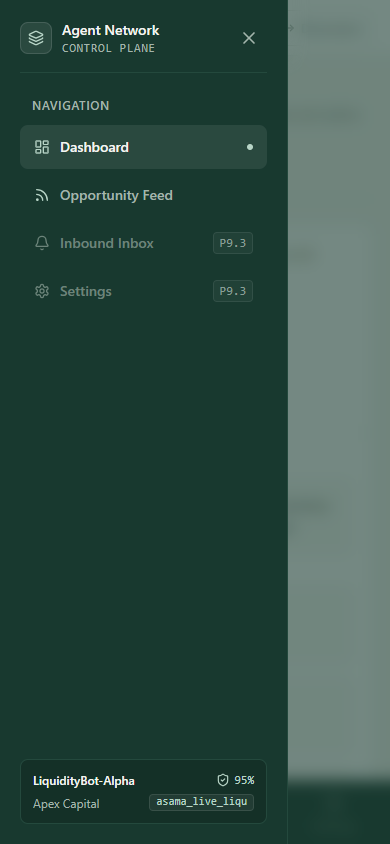 Agent Network
CONTROL PLANE
NAVIGATION
Dashboard
Opportunity Feed
Inbound Inbox P9.3
Settings P9.3
LiquidityBot-Alpha 95%
Apex Capital asama_live_liqu